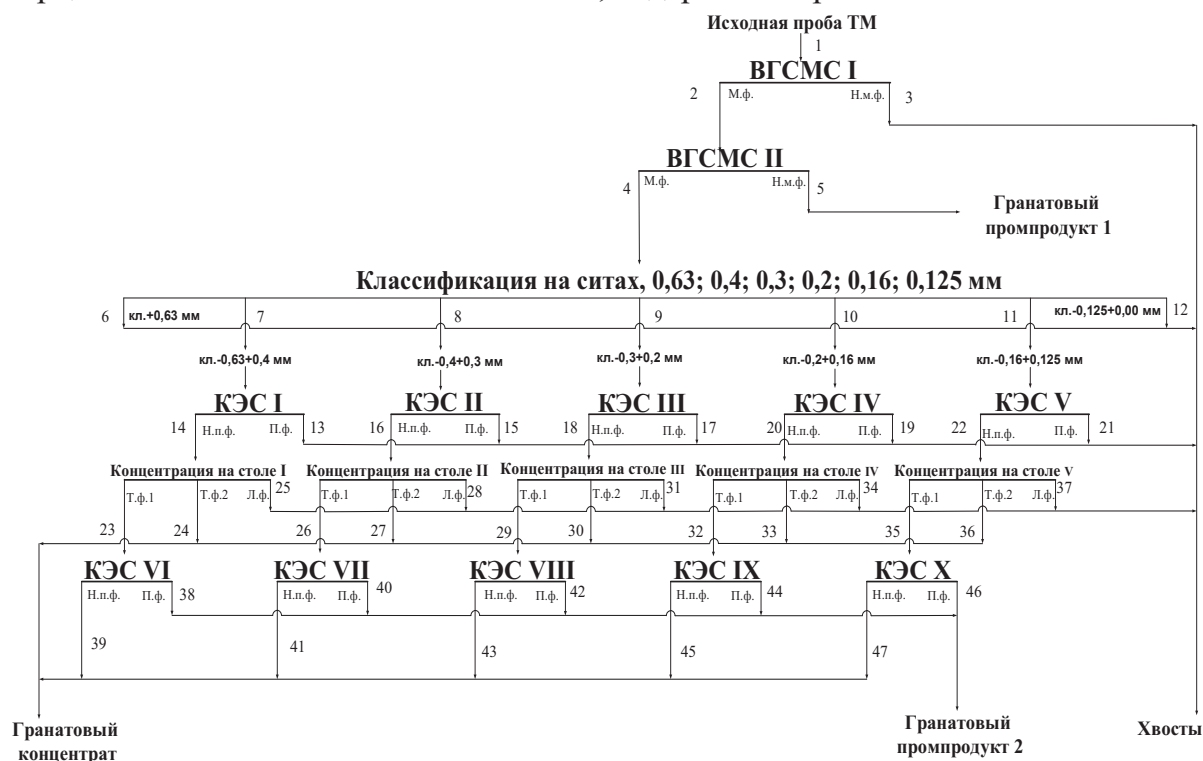 Исходная проба ТМ
1
ВГСМС I
2 М.ф. Н.м.ф. 3
ВГСМС II
4 М.ф. Н.м.ф. 5
Гранатовый
промпродукт 1
Классификация на ситах, 0,63; 0,4; 0,3; 0,2; 0,16; 0,125 мм
6 кл.+0,63 мм 7 8 9 10 11 кл.-0,125+0,00 мм 12
кл.-0,63+0,4 мм кл.-0,4+0,3 мм кл.-0,3+0,2 мм кл.-0,2+0,16 мм кл.-0,16+0,125 мм
КЭС I КЭС II КЭС III КЭС IV КЭС V
14 Н.п.ф. П.ф. 13 16 Н.п.ф. П.ф. 15 18 Н.п.ф. П.ф. 17 20 Н.п.ф. П.ф. 19 22 Н.п.ф. П.ф. 21
Концентрация на столе I Концентрация на столе II Концентрация на столе III Концентрация на столе IV Концентрация на столе V
Т.ф.1 Т.ф.2 Л.ф. 25 Т.ф.1 Т.ф.2 Л.ф. 28 Т.ф.1 Т.ф.2 Л.ф. 31 Т.ф.1 Т.ф.2 Л.ф. 34 Т.ф.1 Т.ф.2 Л.ф. 37
23 24 26 27 29 30 32 33 35 36
КЭС VI КЭС VII КЭС VIII КЭС IX КЭС X
Н.п.ф. П.ф. 38 Н.п.ф. П.ф. 40 Н.п.ф. П.ф. 42 Н.п.ф. П.ф. 44 Н.п.ф. П.ф. 46
39 41 43 45 47
Гранатовый
концентрат
Гранатовый
промпродукт 2
Хвосты